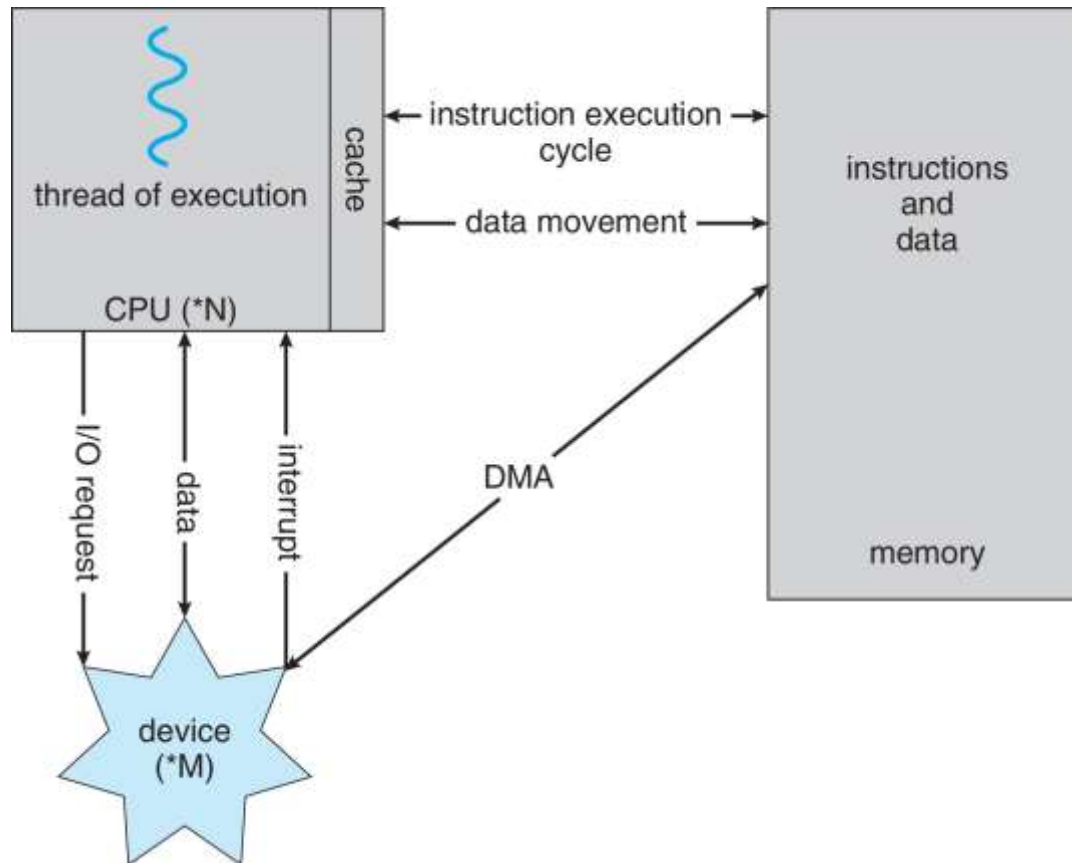 thread of execution
cache
CPU (*N)
instruction execution
cycle
data movement
instructions
and
data
memory
I/O request
data
interrupt
DMA
device
(*M)